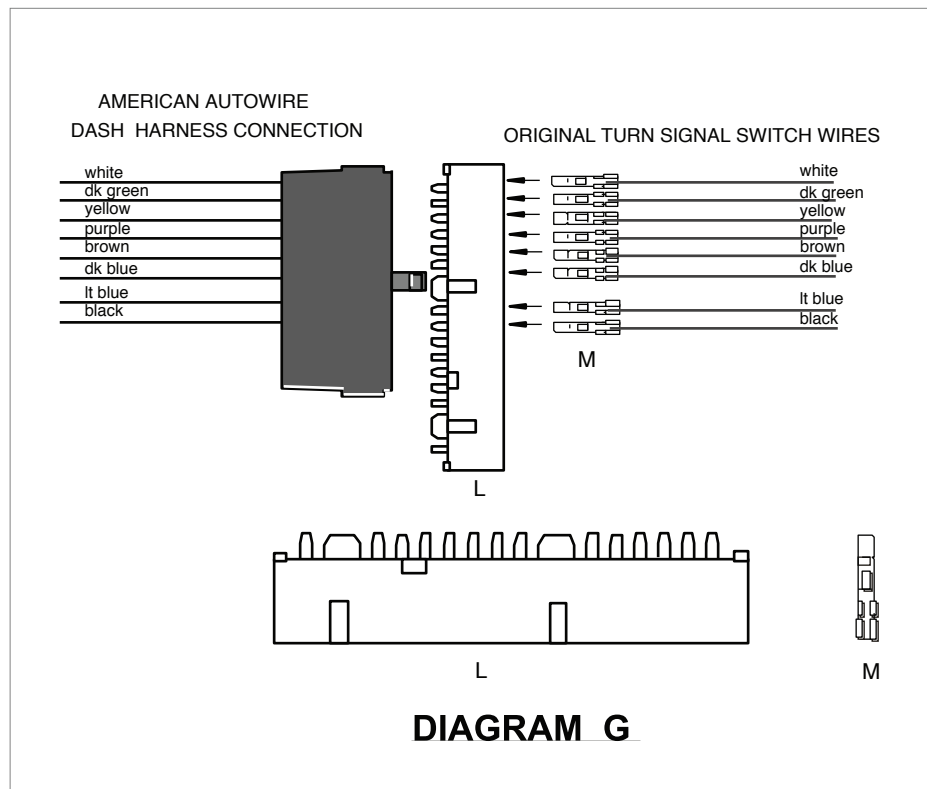 AMERICAN AUTOWIRE
DASH HARNESS CONNECTION
white
dk green
yellow
purple
brown
dk blue
lt blue
black
ORIGINAL TURN SIGNAL SWITCH WIRES
white
dk green
yellow
purple
brown
dk blue
lt blue
black
M
L
L
M
DIAGRAM G